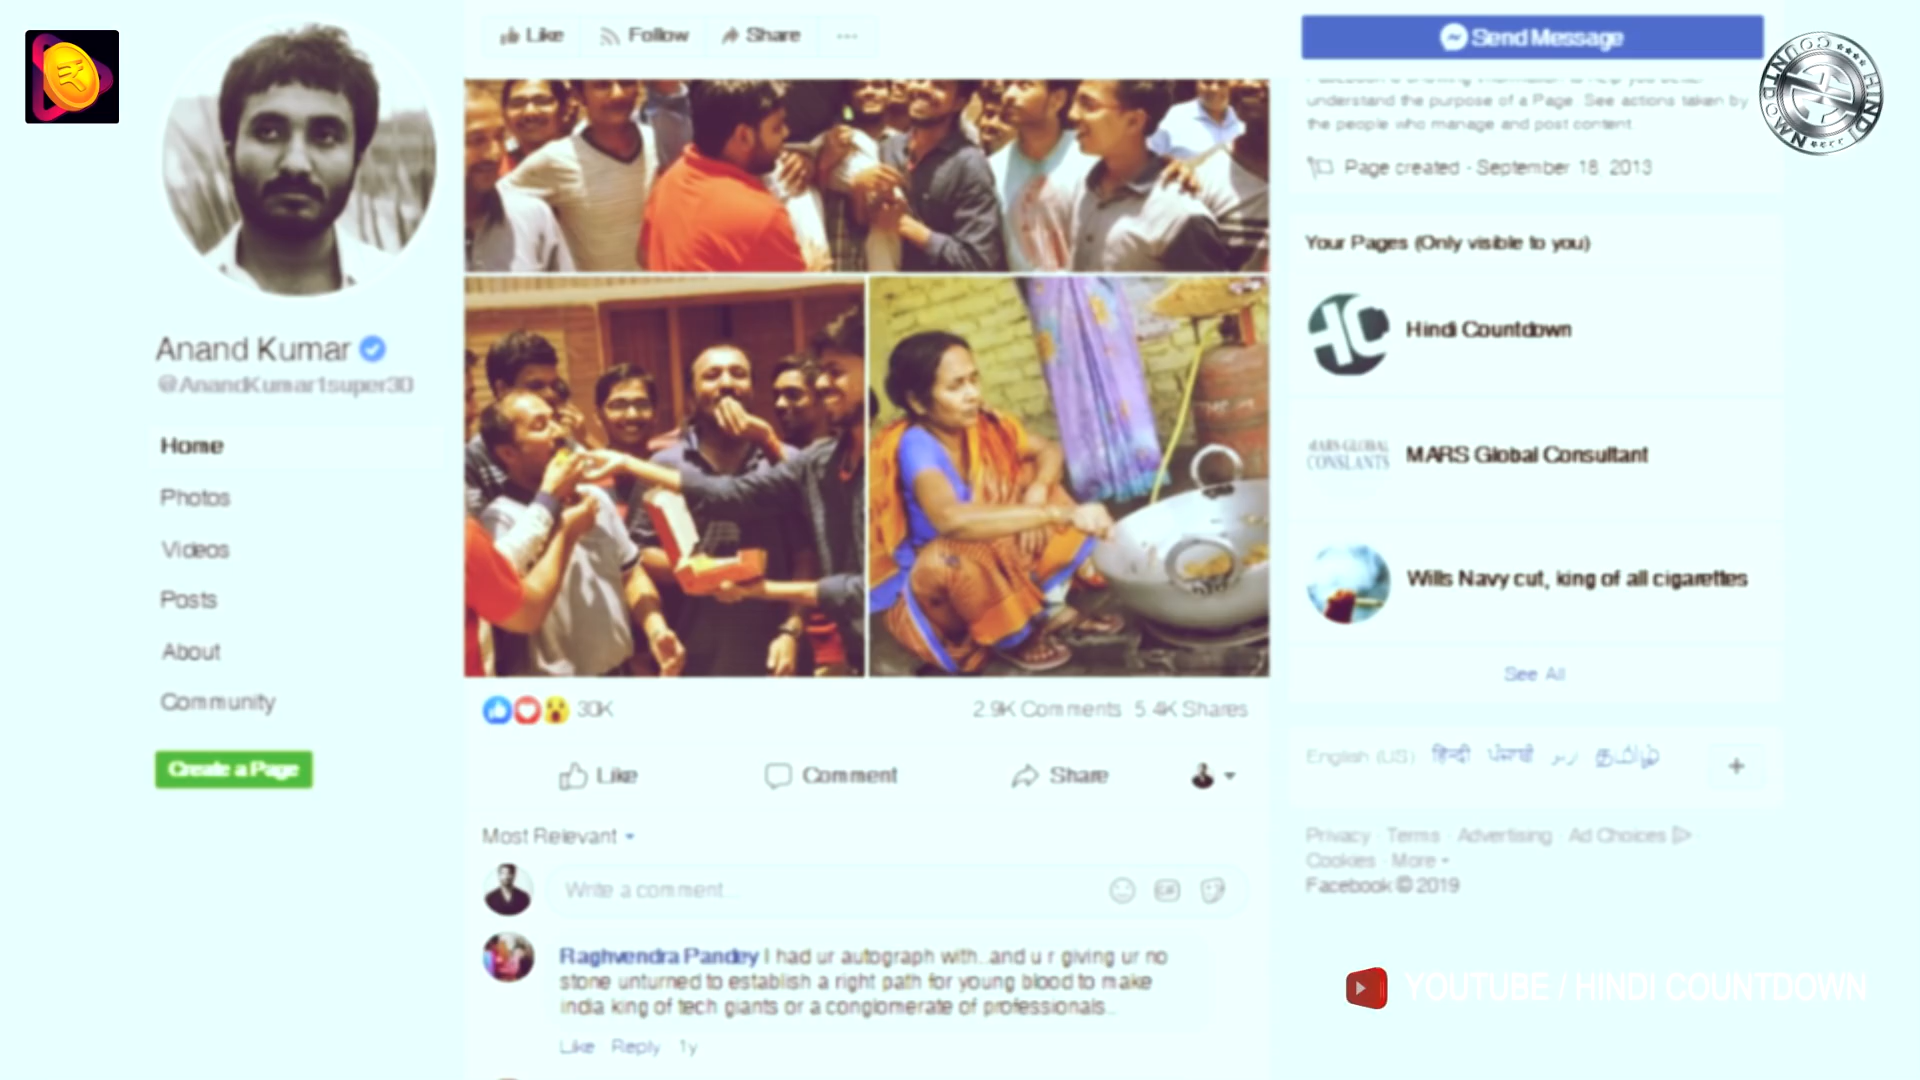 Like Follow Share ...
Send Message
understand the purpose of a Page. See actions taken by
the people who manage and post content.
HINDI COUNTDOWN
Page created - September 18, 2013
Your Pages (Only visible to you)
Hindi Countdown
Anand Kumar
@AnandKumar1super30
Home
MARS GLOBAL
CONSLANTS
MARS Global Consultant
Photos
Videos
Wills Navy cut, king of all cigarettes
Posts
About
See All
Community
30K
2.9K Comments 5.4K Shares
English (US) हिन्दी ਪੰਜਾਬੀ اردو தமிழ் +
Create a Page
Like Comment Share
Most Relevant
Privacy · Terms · Advertising · Ad Choices
Cookies · More
Facebook © 2019
Write a comment...
GIF
Raghvendra Pandey I had ur autograph with..and u r giving ur no
stone unturned to establish a right path for young blood to make
india king of tech giants or a conglomerate of professionals...
Like Reply 1y
YOUTUBE / HINDI COUNTDOWN